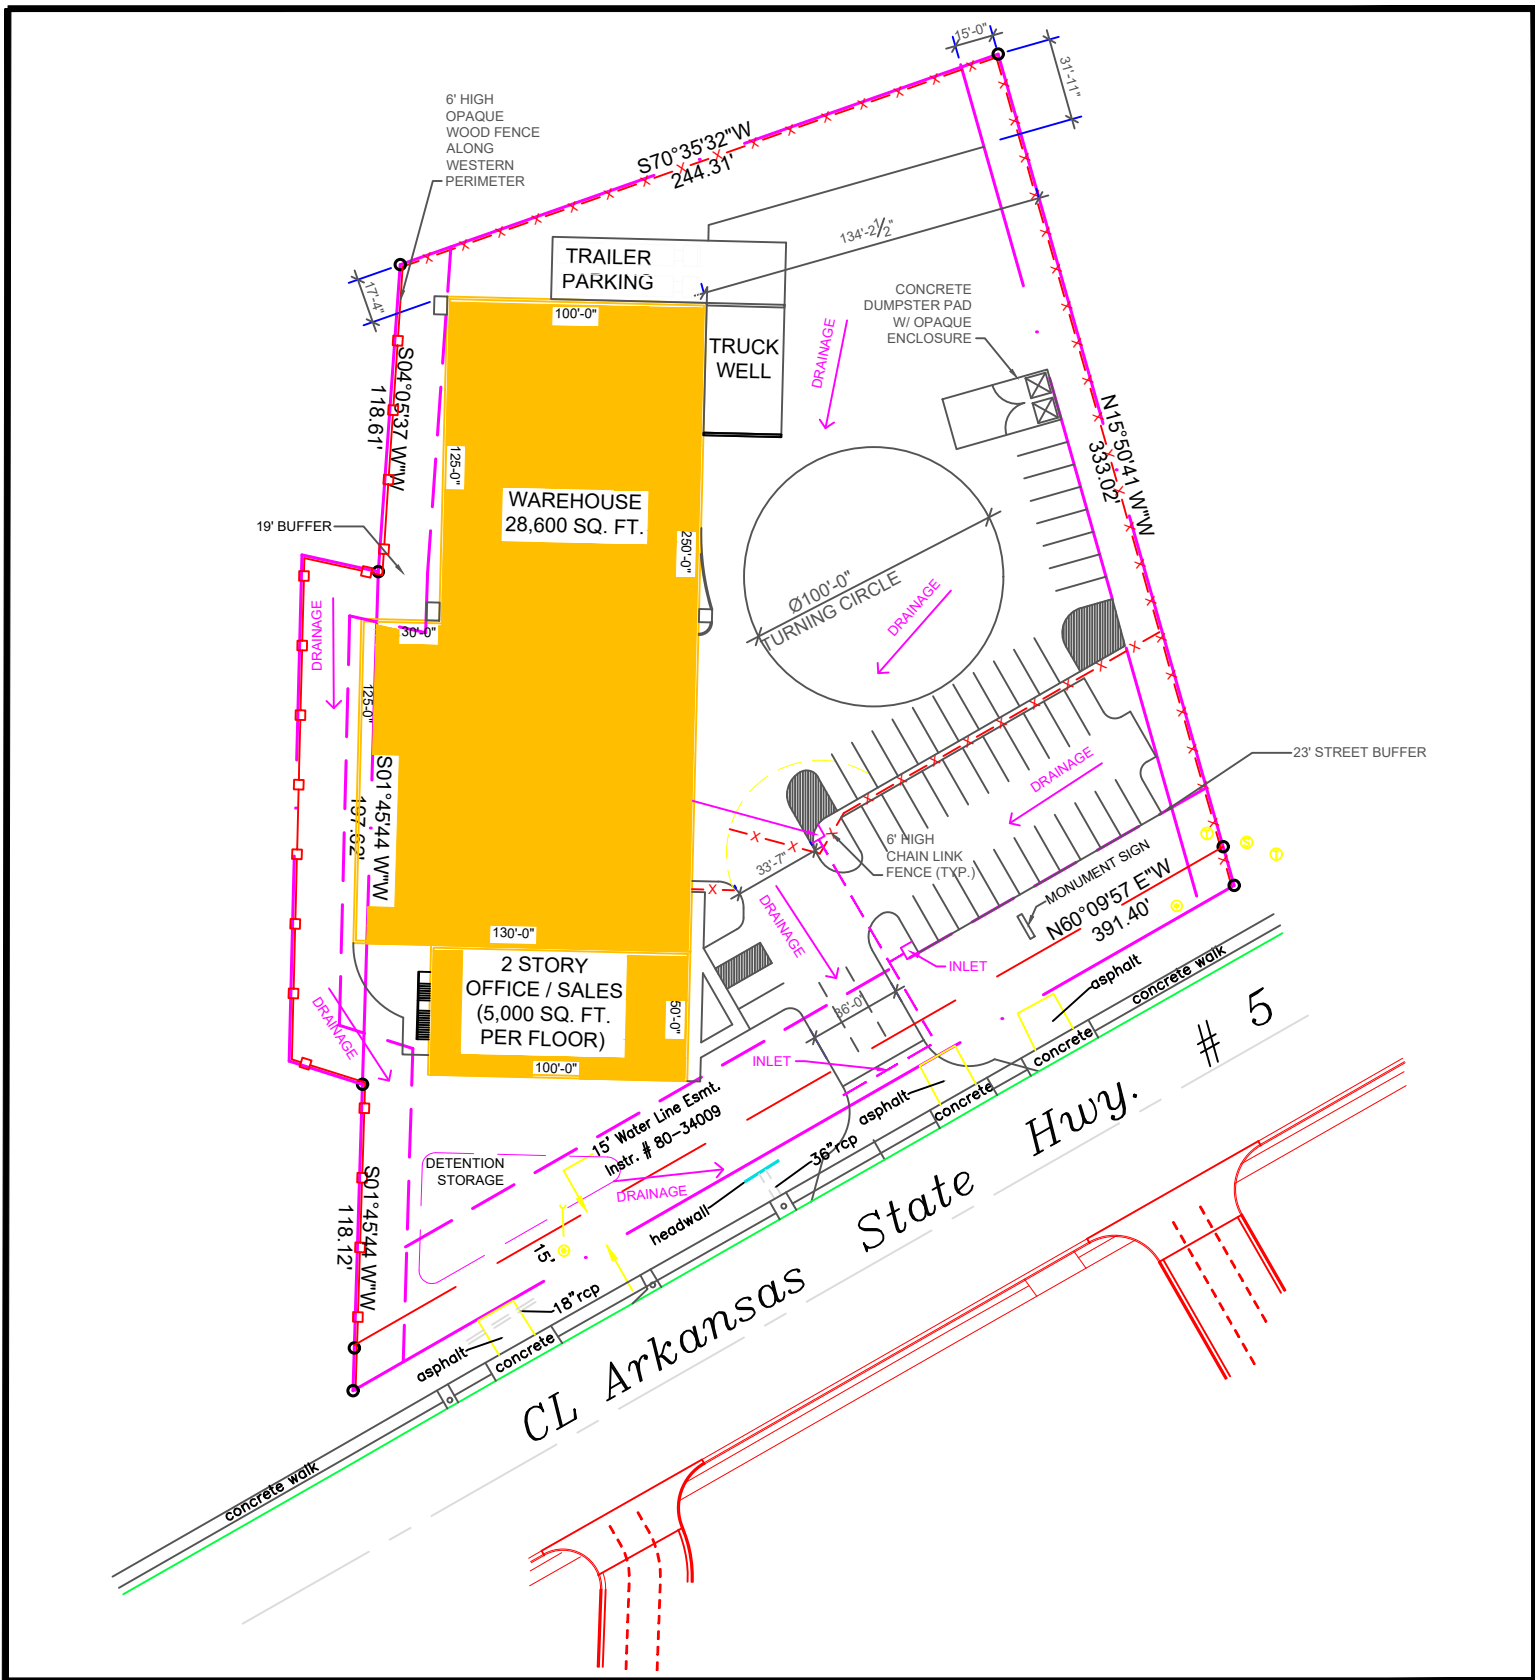 15'-0"
31'-11"
6' HIGH
OPAQUE
WOOD FENCE
ALONG
WESTERN
PERIMETER
S70°35'32"W
244.31'
134'-2½"
TRAILER
PARKING
17'-4"
100'-0"
CONCRETE
DUMPSTER PAD
W/ OPAQUE
ENCLOSURE
TRUCK
WELL
DRAINAGE
S04°05'37 W"W
118.61'
N15°50'41 W"W
333.02'
125-0"
WAREHOUSE
28,600 SQ. FT.
19' BUFFER
250'-0"
Ø100'-0"
TURNING CIRCLE
DRAINAGE
DRAINAGE
30'-0"
125-0"
S01°45'44 W"W
197.62'
23' STREET BUFFER
DRAINAGE
6' HIGH
CHAIN LINK
FENCE (TYP.)
33'-7"
MONUMENT SIGN
N60°09'57 E"W
391.40'
DRAINAGE
130'-0"
2 STORY
OFFICE / SALES
(5,000 SQ. FT.
PER FLOOR)
50'-0"
100'-0"
INLET
asphalt
concrete walk
36'-0"
DRAINAGE
INLET
concrete
asphalt
concrete
15' Water Line Esmt.
Instr. # 80-34009
36"rcp
DETENTION
STORAGE
DRAINAGE
headwall
S01°45'44 W"W
118.12'
15'
18"rcp
asphalt
concrete
CL Arkansas State Hwy. # 5
concrete walk